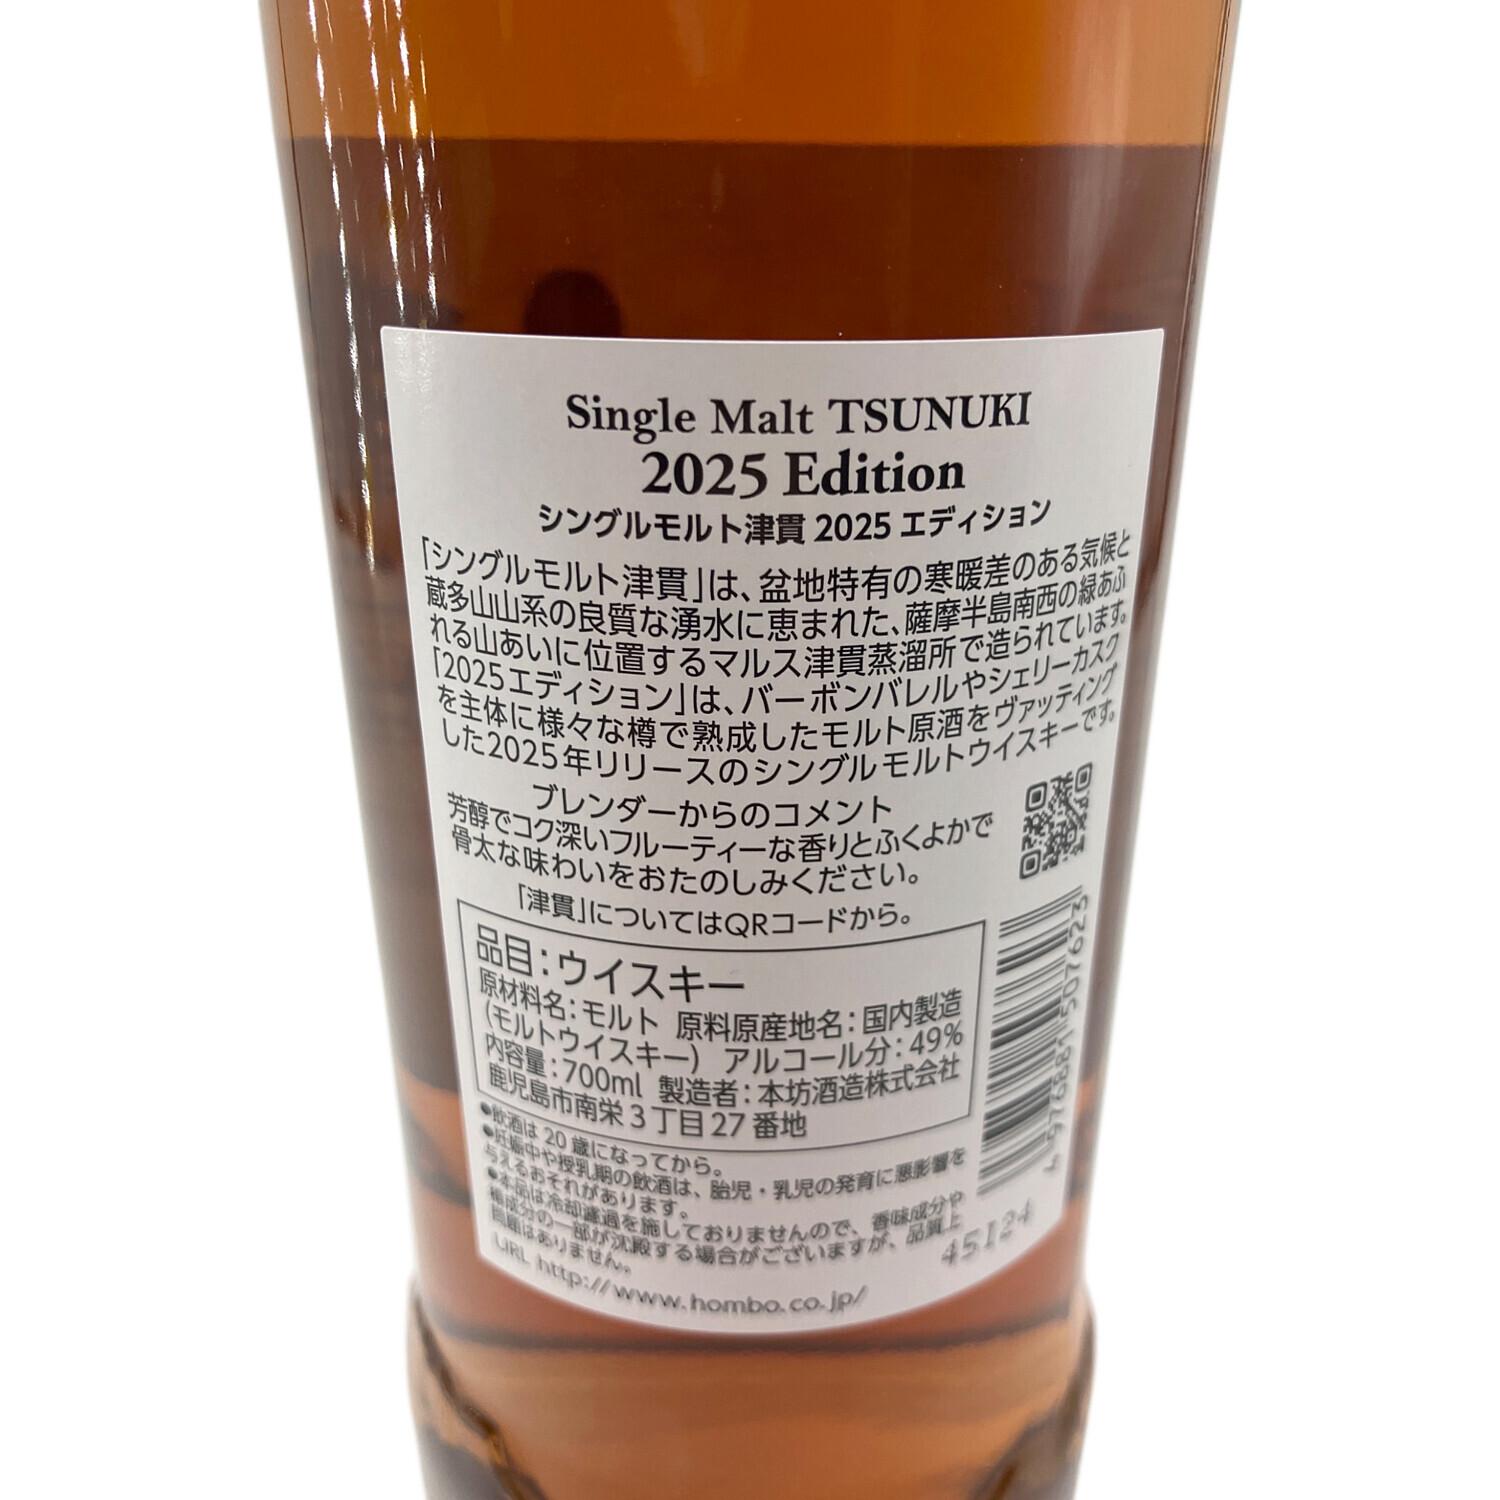 Single Malt TSUNUKI
2025 Edition
シングルモルト津貫 2025 エディション
「シングルモルト津貫」は、盆地特有の寒暖差のある気候と
蔵多山山系の良質な湧水に恵まれた、薩摩半島南西の緑あふ
れる山あいに位置するマルス津貫蒸溜所で造られています。
「2025エディション」は、バーボンバレルやシェリーカスク
を主体に様々な樽で熟成したモルト原酒をヴァッティング
した2025年リリースのシングルモルトウイスキーです。
ブレンダーからのコメント
芳醇でコク深いフルーティーな香りとふくよかで
骨太な味わいをおたのしみください。
「津貫」についてはQRコードから。
品目：ウイスキー
原材料名：モルト 原料原産地名：国内製造
(モルトウイスキー) アルコール分：49%
内容量：700ml 製造者：本坊酒造株式会社
鹿児島市南栄3丁目27番地
●飲酒は20歳になってから。
●妊娠中や授乳期の飲酒は、胎児・乳児の発育に悪影響を
与えるおそれがあります。
●本品は冷却濾過を施しておりませんので、香味成分や
樽成分の一部が沈殿する場合がございますが、品質上
問題はありません。
URL http://www.hombo.co.jp/
4 976881 507623
45124